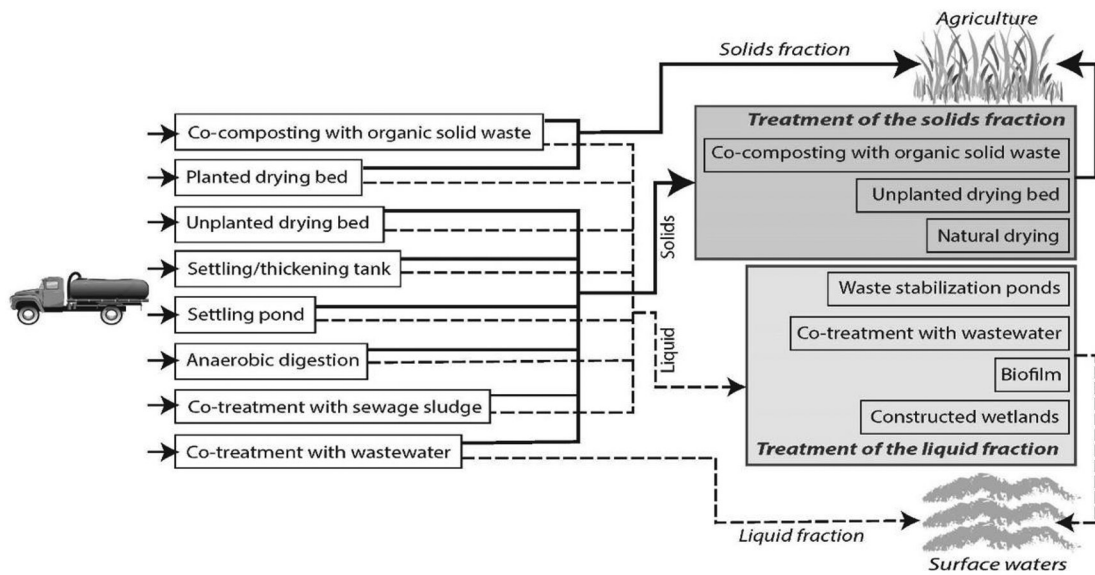 Agriculture
Solids fraction
Co-composting with organic solid waste
Planted drying bed
Unplanted drying bed
Settling/thickening tank
Settling pond
Anaerobic digestion
Co-treatment with sewage sludge
Co-treatment with wastewater
Solids
Liquid
Treatment of the solids fraction
Co-composting with organic solid waste
Unplanted drying bed
Natural drying
Waste stabilization ponds
Co-treatment with wastewater
Biofilm
Constructed wetlands
Treatment of the liquid fraction
Liquid fraction
Surface waters